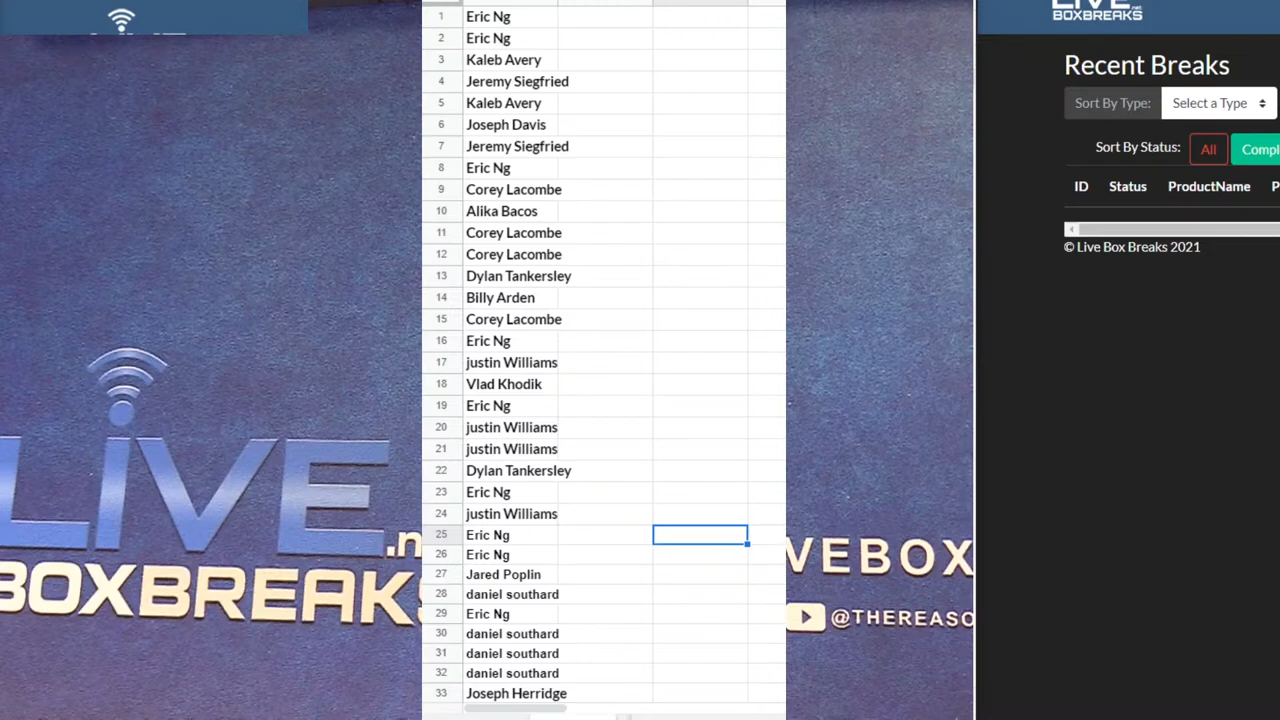 LIVE
.net
BOXBREAKS
Recent Breaks
Sort By Type: Select a Type
Sort By Status: All Compl
ID Status ProductName P
© Live Box Breaks 2021
1 Eric Ng
2 Eric Ng
3 Kaleb Avery
4 Jeremy Siegfried
5 Kaleb Avery
6 Joseph Davis
7 Jeremy Siegfried
8 Eric Ng
9 Corey Lacombe
10 Alika Bacos
11 Corey Lacombe
12 Corey Lacombe
13 Dylan Tankersley
14 Billy Arden
15 Corey Lacombe
16 Eric Ng
17 justin Williams
18 Vlad Khodik
19 Eric Ng
20 justin Williams
21 justin Williams
22 Dylan Tankersley
23 Eric Ng
24 justin Williams
25 Eric Ng
26 Eric Ng
27 Jared Poplin
28 daniel southard
29 Eric Ng
30 daniel southard
31 daniel southard
32 daniel southard
33 Joseph Herridge
LIVE
.n
BOXBREAK
VEBOX
@THEREASO